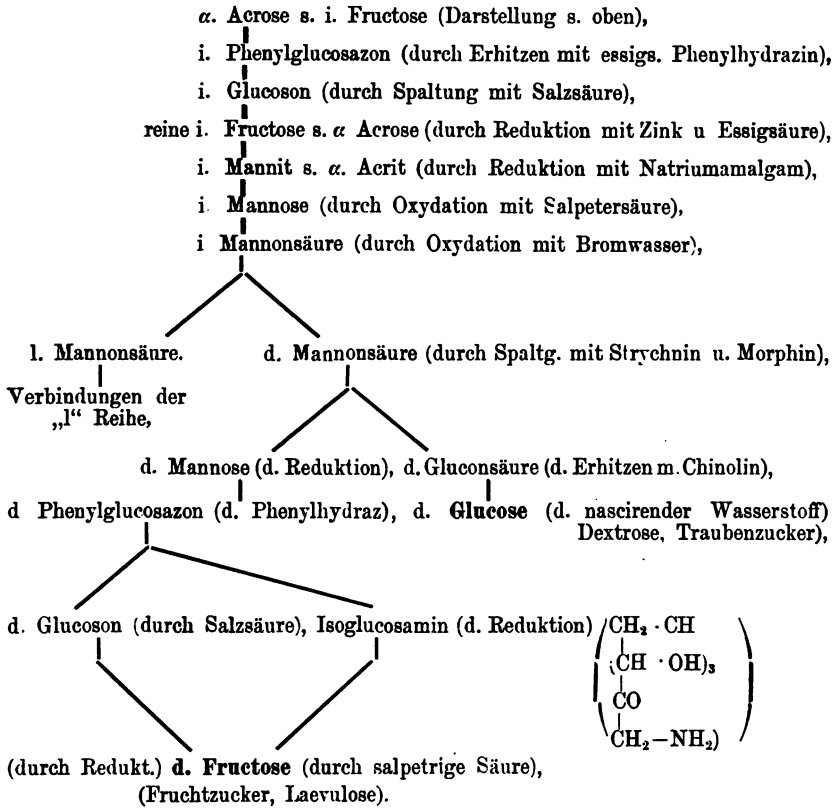 α. Acrose s. i. Fructose (Darstellung s. oben),
i. Phenylglucosazon (durch Erhitzen mit essigs. Phenylhydrazin),
i. Glucoson (durch Spaltung mit Salzsäure),
reine i. Fructose s. α Acrose (durch Reduktion mit Zink u Essigsäure),
i. Mannit s. α. Acrit (durch Reduktion mit Natriumamalgam),
i. Mannose (durch Oxydation mit Salpetersäure),
i Mannonsäure (durch Oxydation mit Bromwasser),
l. Mannonsäure. d. Mannonsäure (durch Spaltg. mit Strychnin u. Morphin),
Verbindungen der
„l“ Reihe,
d. Mannose (d. Reduktion), d. Gluconsäure (d. Erhitzen m. Chinolin),
d Phenylglucosazon (d. Phenylhydraz), d. Glucose (d. nascirender Wasserstoff)
Dextrose, Traubenzucker),
d. Glucoson (durch Salzsäure), Isoglucosamin (d. Reduktion) (CH₂ · CH
(CH · OH)₃
CO
CH₂–NH₂)
(durch Redukt.) d. Fructose (durch salpetrige Säure),
(Fruchtzucker, Laevulose).